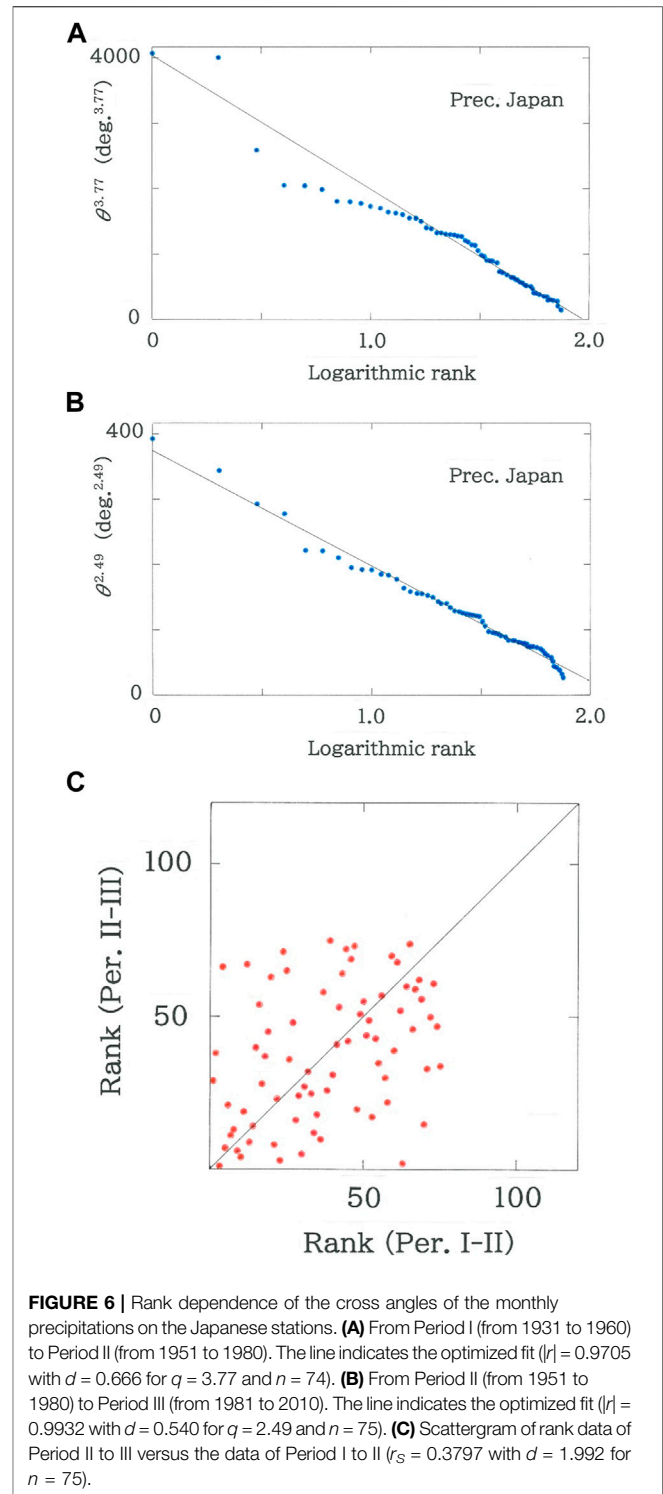 A
4000
Prec. Japan
θ^3.77 (deg.^3.77)
0
0 1.0 2.0
Logarithmic rank
B
400
Prec. Japan
θ^2.49 (deg.^2.49)
0
0 1.0 2.0
Logarithmic rank
C
100
Rank (Per. II-III)
50
50 100
Rank (Per. I-II)
FIGURE 6 | Rank dependence of the cross angles of the monthly
precipitations on the Japanese stations. (A) From Period I (from 1931 to 1960)
to Period II (from 1951 to 1980). The line indicates the optimized fit (|r| = 0.9705
with d = 0.666 for q = 3.77 and n = 74). (B) From Period II (from 1951 to
1980) to Period III (from 1981 to 2010). The line indicates the optimized fit (|r| =
0.9932 with d = 0.540 for q = 2.49 and n = 75). (C) Scattergram of rank data of
Period II to III versus the data of Period I to II (r_S = 0.3797 with d = 1.992 for
n = 75).